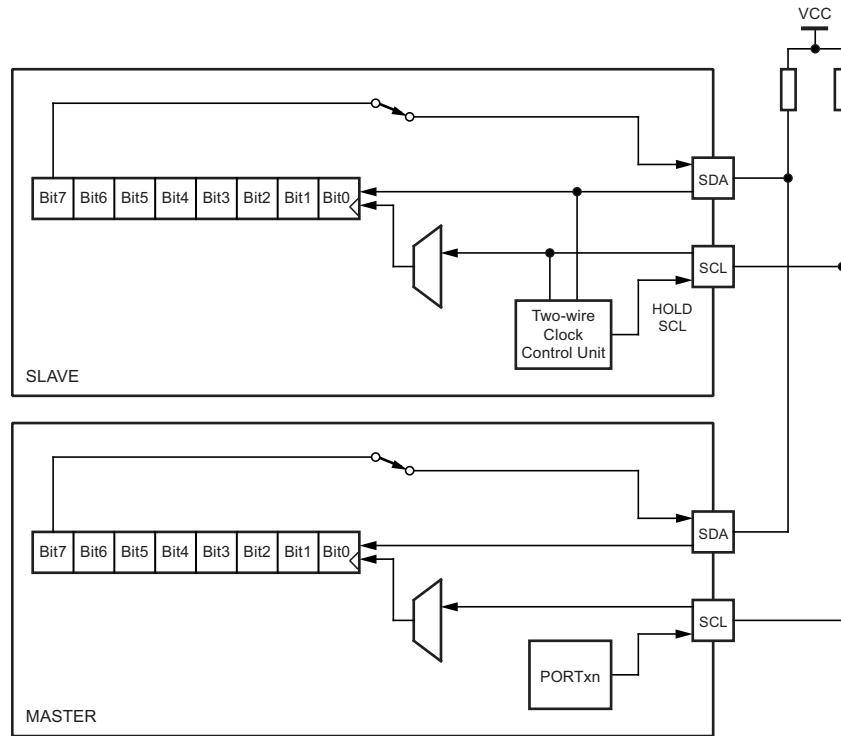 VCC
Bit7 Bit6 Bit5 Bit4 Bit3 Bit2 Bit1 Bit0
SDA
SCL
Two-wire
Clock
Control Unit
HOLD
SCL
SLAVE
Bit7 Bit6 Bit5 Bit4 Bit3 Bit2 Bit1 Bit0
SDA
SCL
PORTxn
MASTER